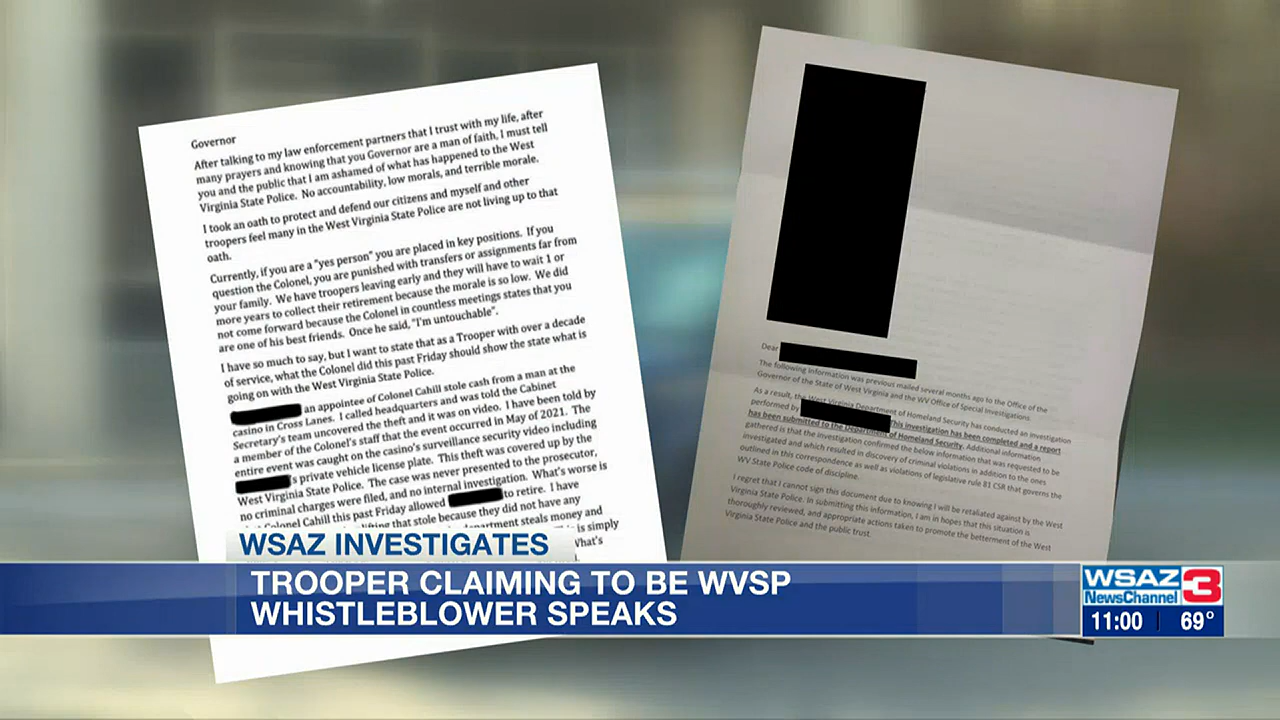 Governor
After talking to my law enforcement partners that I trust with my life, after
many prayers and knowing that you Governor are a man of faith, I must tell
you and the public that I am ashamed of what has happened to the West
Virginia State Police. No accountability, low morals, and terrible morale.
I took an oath to protect and defend our citizens and myself and other
troopers feel many in the West Virginia State Police are not living up to that
oath.
Currently, if you are a "yes person" you are placed in key positions. If you
question the Colonel, you are punished with transfers or assignments far from
your family. We have troopers leaving early and they will have to wait 1 or
more years to collect their retirement because the morale is so low. We did
not come forward because the Colonel in countless meetings states that you
are one of his best friends. Once he said, "I'm untouchable".
I have so much to say, but I want to state that as a Trooper with over a decade
of service, what the Colonel did this past Friday should show the state what is
going on with the West Virginia State Police.
an appointee of Colonel Cahill stole cash from a man at the
casino in Cross Lanes. I called headquarters and was told the Cabinet
Secretary's team uncovered the theft and it was on video. I have been told by
a member of the Colonel's staff that the event occurred in May of 2021. The
entire event was caught on the casino's surveillance security video including
's private vehicle license plate. This theft was covered up by the
West Virginia State Police. The case was never presented to the prosecutor,
no criminal charges were filed, and no internal investigation. What's worse is
Colonel Cahill this past Friday allowed to retire. I have
that stole because they did not have any
steals money and
is simply
What's
Dear
The following information was previous mailed several months ago to the Office of the
Governor of the State of West Virginia and the WV Office of Special Investigations.
As a result, the West Virginia Department of Homeland Security has conducted an investigation
performed by This investigation has been completed and a report
has been submitted to the Department of Homeland Security. Additional information
gathered is that the investigation confirmed the below information that was requested to be
investigated and which resulted in discovery of criminal violations in addition to the ones
outlined in this correspondence as well as violations of legislative rule 81 CSR that governs the
WV State Police code of discipline.
I regret that I cannot sign this document due to knowing I will be retaliated against by the West
Virginia State Police. In submitting this information, I am in hopes that this situation is
thoroughly reviewed, and appropriate actions taken to promote the betterment of the West
Virginia State Police and the public trust.
WSAZ INVESTIGATES
TROOPER CLAIMING TO BE WVSP
WHISTLEBLOWER SPEAKS
WSAZ 3
NewsChannel
11:00 69°